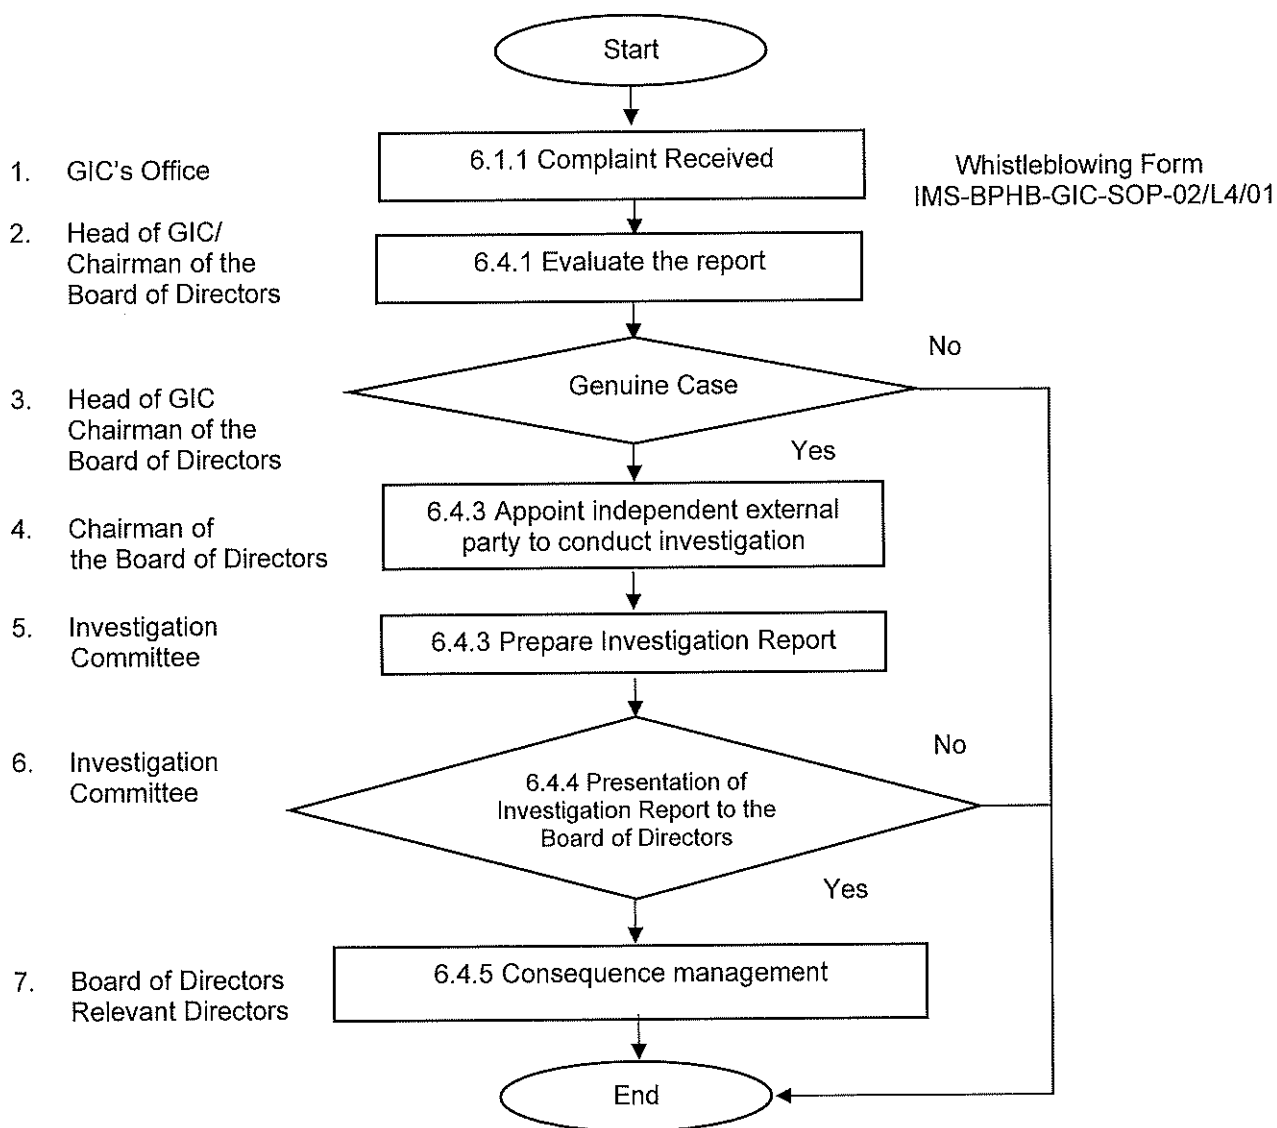 Start
1. GIC's Office
6.1.1 Complaint Received
Whistleblowing Form
IMS-BPHB-GIC-SOP-02/L4/01
2. Head of GIC/
Chairman of the
Board of Directors
6.4.1 Evaluate the report
No
Genuine Case
3. Head of GIC
Chairman of the
Board of Directors
Yes
4. Chairman of
the Board of Directors
6.4.3 Appoint independent external
party to conduct investigation
5. Investigation
Committee
6.4.3 Prepare Investigation Report
No
6. Investigation
Committee
6.4.4 Presentation of
Investigation Report to the
Board of Directors
Yes
7. Board of Directors
Relevant Directors
6.4.5 Consequence management
End